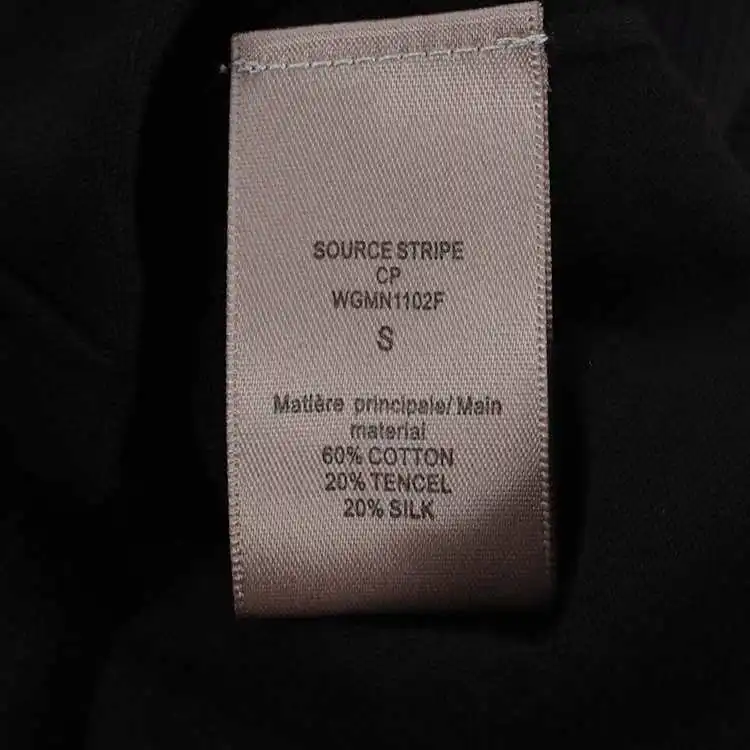 SOURCE STRIPE
CP
WGMN1102F
S
Matière principale/ Main
material
60% COTTON
20% TENCEL
20% SILK